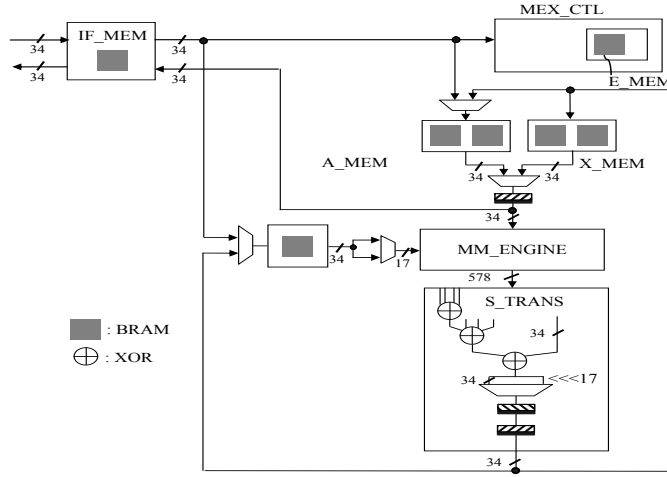 MEX_CTL
34 IF_MEM 34
34 34
E_MEM
A_MEM 34 34 X_MEM
34
34 17 MM_ENGINE
578
S_TRANS
34
: BRAM
: XOR
34 <<<17
34